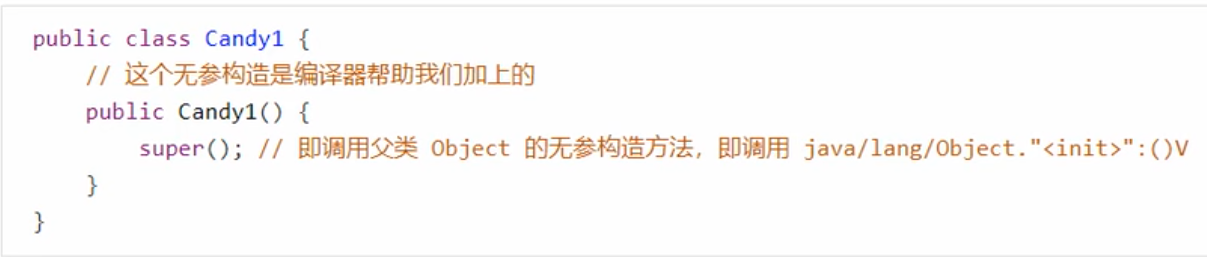 public class Candy1 {
    // 这个无参构造是编译器帮助我们加上的
    public Candy1() {
        super(); // 即调用父类 Object 的无参构造方法，即调用 java/lang/Object."<init>":()V
    }
}